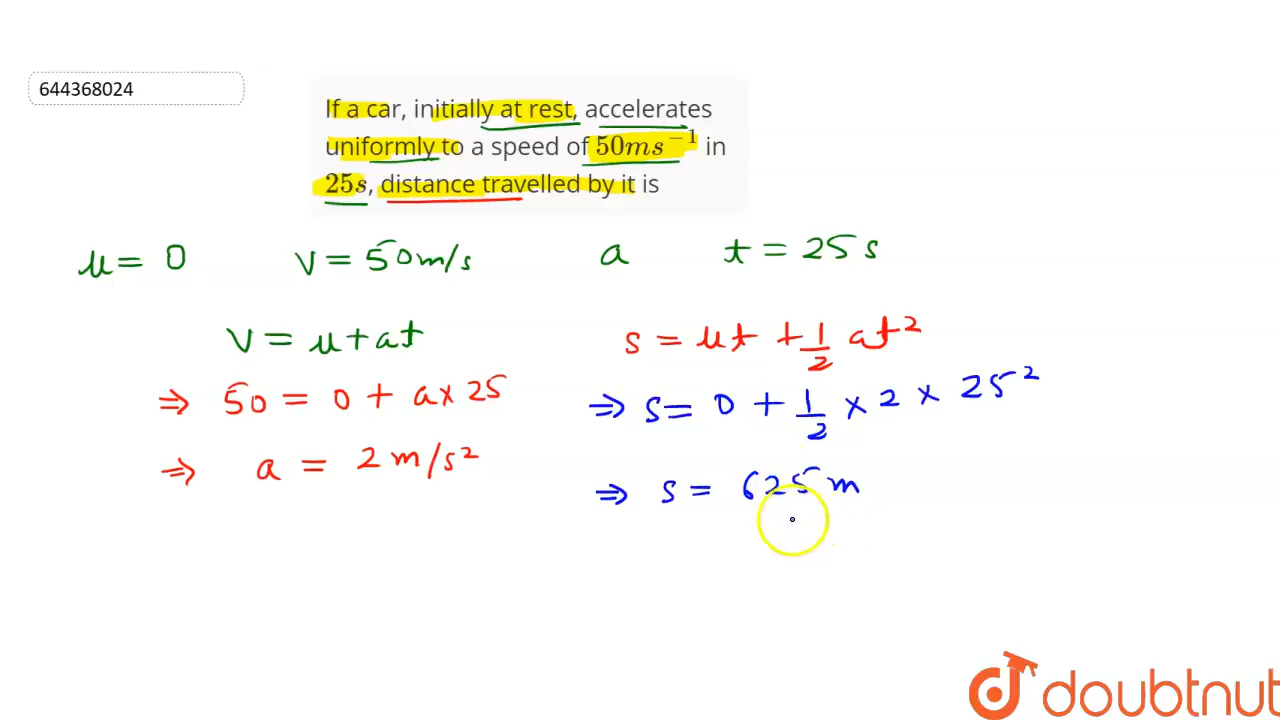 644368024
If a car, initially at rest, accelerates
uniformly to a speed of 50ms⁻¹ in
25s, distance travelled by it is
u = 0 v = 50m/s a t = 25 s
v = u + at
⇒ 50 = 0 + a × 25
⇒ a = 2 m/s²
s = ut + 1/2 at²
⇒ s = 0 + 1/2 × 2 × 25²
⇒ s = 625 m
doubtnut